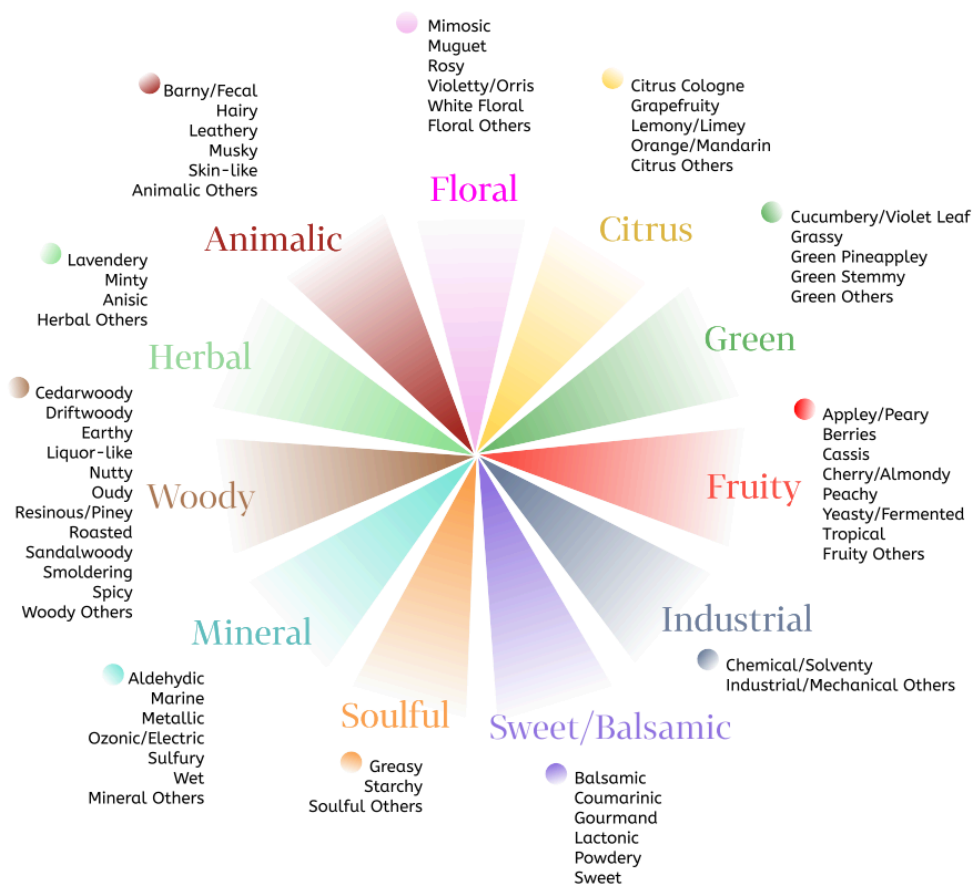 Mimosic
Muguet
Rosy
Violetty/Orris
White Floral
Floral Others
Floral
Citrus Cologne
Grapefruity
Lemony/Limey
Orange/Mandarin
Citrus Others
Citrus
Cucumbery/Violet Leaf
Grassy
Green Pineappley
Green Stemmy
Green Others
Green
Appley/Peary
Berries
Cassis
Cherry/Almondy
Peachy
Yeasty/Fermented
Tropical
Fruity Others
Fruity
Industrial
Chemical/Solventy
Industrial/Mechanical Others
Sweet/Balsamic
Balsamic
Coumarinic
Gourmand
Lactonic
Powdery
Sweet
Soulful
Greasy
Starchy
Soulful Others
Mineral
Aldehydic
Marine
Metallic
Ozonic/Electric
Sulfury
Wet
Mineral Others
Woody
Cedarwoody
Driftwoody
Earthy
Liquor-like
Nutty
Oudy
Resinous/Piney
Roasted
Sandalwoody
Smoldering
Spicy
Woody Others
Herbal
Lavendery
Minty
Anisic
Herbal Others
Animalic
Barny/Fecal
Hairy
Leathery
Musky
Skin-like
Animalic Others